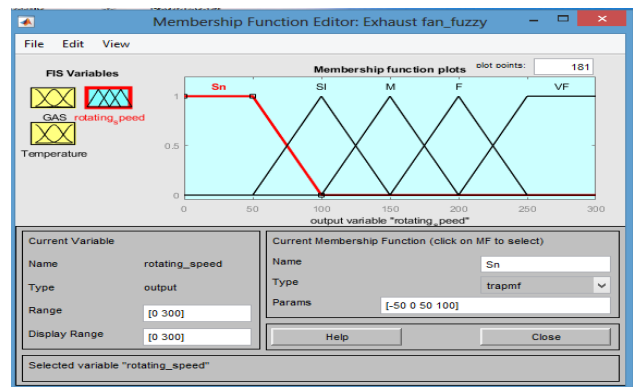 Membership Function Editor: Exhaust fan_fuzzy
File Edit View
FIS Variables
GAS rotating_speed
Temperature
Membership function plots plot points: 181
Sn SI M F VF
1
0.5
0
0 50 100 150 200 250 300
output variable "rotating_speed"
Current Variable
Name rotating_speed
Type output
Range [0 300]
Display Range [0 300]
Current Membership Function (click on MF to select)
Name Sn
Type trapmf
Params [-50 0 50 100]
Help Close
Selected variable "rotating_speed"